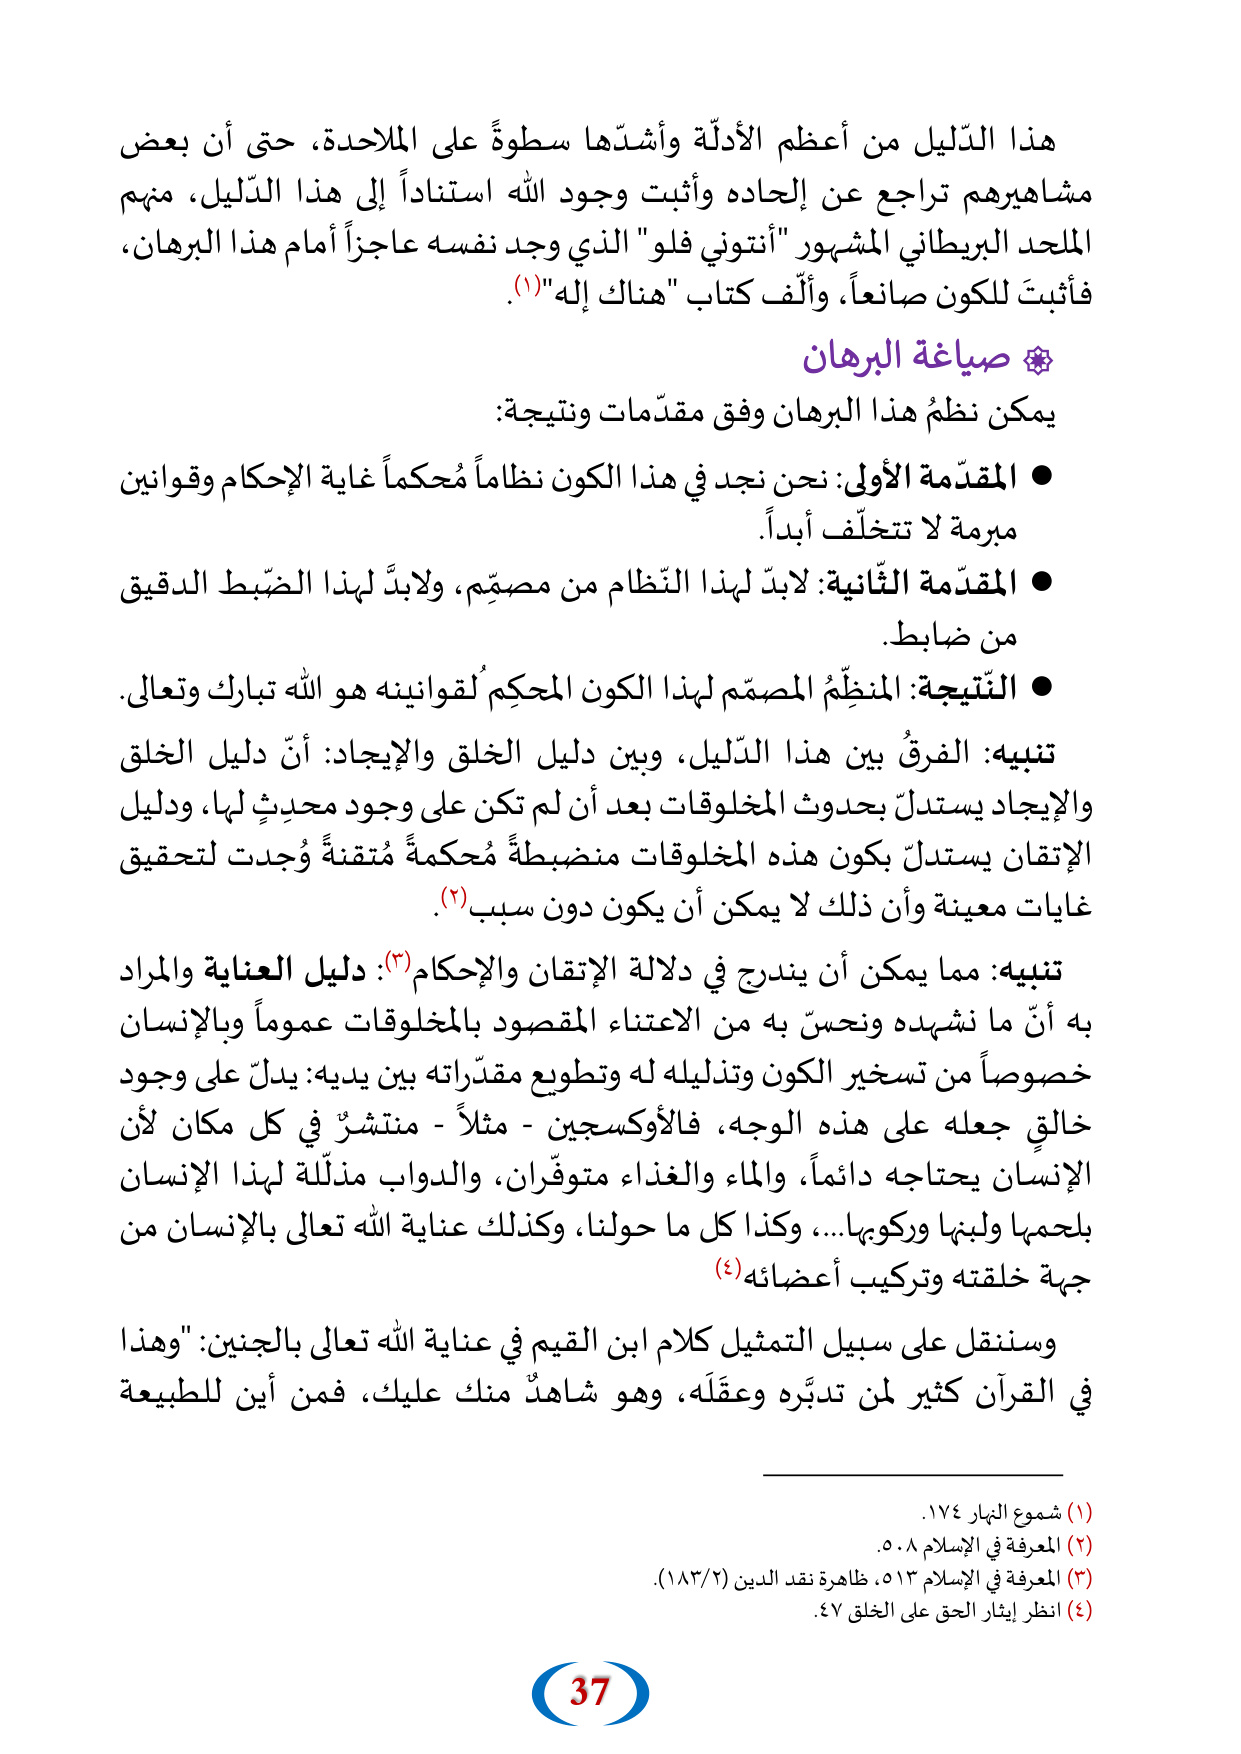 هذا الدّليل من أعظم الأدلّة وأشدّها سطوةً على الملاحدة، حتى أن بعض
مشاهيرهم تراجع عن إلحاده وأثبت وجود الله استناداً إلى هذا الدّليل، منهم
الملحد البريطاني المشهور "أنتوني فلو" الذي وجد نفسه عاجزاً أمام هذا البرهان،
فأثبتَ للكون صانعاً، وألّف كتاب "هناك إله"(١).
صياغة البرهان
يمكن نظمُ هذا البرهان وفق مقدّمات ونتيجة:
● المقدّمة الأولى: نحن نجد في هذا الكون نظاماً مُحكماً غاية الإحكام وقوانين
مبرمة لا تتخلّف أبداً.
● المقدّمة الثّانية: لابدّ لهذا النّظام من مصمِّم، ولابدَّ لهذا الضّبط الدقيق
من ضابط.
● النّتيجة: المنظِّمُ المصمّم لهذا الكون المحكِم ُلقوانينه هو الله تبارك وتعالى.
تنبيه: الفرقُ بين هذا الدّليل، وبين دليل الخلق والإيجاد: أنّ دليل الخلق
والإيجاد يستدلّ بحدوث المخلوقات بعد أن لم تكن على وجود محدِثٍ لها، ودليل
الإتقان يستدلّ بكون هذه المخلوقات منضبطةً مُحكمةً مُتقنةً وُجدت لتحقيق
غايات معينة وأن ذلك لا يمكن أن يكون دون سبب(٢).
تنبيه: مما يمكن أن يندرج في دلالة الإتقان والإحكام(٣): دليل العناية والمراد
به أنّ ما نشهده ونحسّ به من الاعتناء المقصود بالمخلوقات عموماً وبالإنسان
خصوصاً من تسخير الكون وتذليله له وتطويع مقدّراته بين يديه: يدلّ على وجود
خالقٍ جعله على هذه الوجه، فالأوكسجين - مثلاً - منتشرٌ في كل مكان لأن
الإنسان يحتاجه دائماً، والماء والغذاء متوفّران، والدواب مذلّلة لهذا الإنسان
بلحمها ولبنها وركوبها...، وكذا كل ما حولنا، وكذلك عناية الله تعالى بالإنسان من
جهة خلقته وتركيب أعضائه(٤)
وسننقل على سبيل التمثيل كلام ابن القيم في عناية الله تعالى بالجنين: "وهذا
في القرآن كثير لمن تدبَّره وعقَلَه، وهو شاهدٌ منك عليك، فمن أين للطبيعة
(١) شموع النهار ١٧٤.
(٢) المعرفة في الإسلام ٥٠٨.
(٣) المعرفة في الإسلام ٥١٣، ظاهرة نقد الدين (١٨٣/٢).
(٤) انظر إيثار الحق على الخلق ٤٧.
37